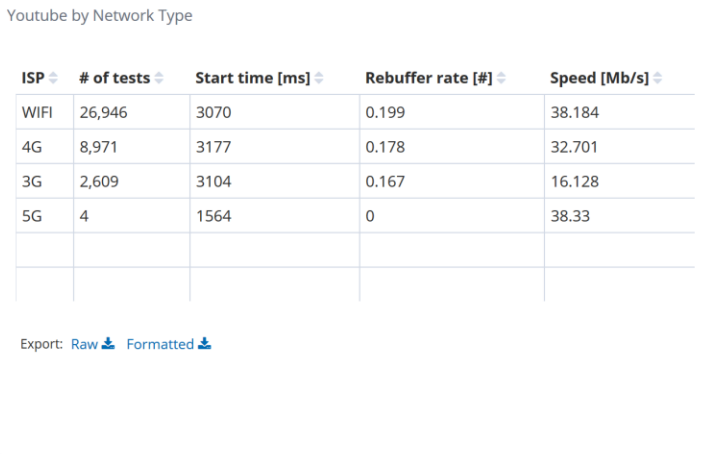 Youtube by Network Type
ISP # of tests Start time [ms] Rebuffer rate [#] Speed [Mb/s]
WIFI 26,946 3070 0.199 38.184
4G 8,971 3177 0.178 32.701
3G 2,609 3104 0.167 16.128
5G 4 1564 0 38.33
Export: Raw Formatted